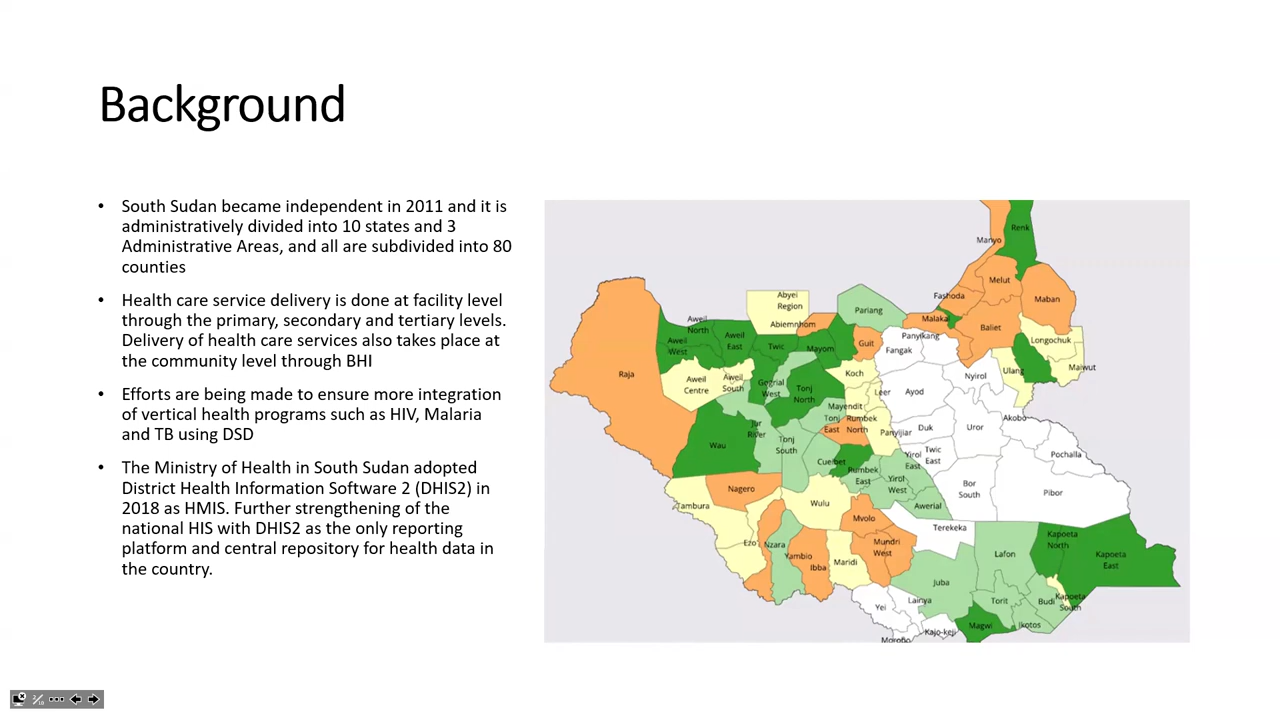 Background
• South Sudan became independent in 2011 and it is
administratively divided into 10 states and 3
Administrative Areas, and all are subdivided into 80
counties
• Health care service delivery is done at facility level
through the primary, secondary and tertiary levels.
Delivery of health care services also takes place at
the community level through BHI
• Efforts are being made to ensure more integration
of vertical health programs such as HIV, Malaria
and TB using DSD
• The Ministry of Health in South Sudan adopted
District Health Information Software 2 (DHIS2) in
2018 as HMIS. Further strengthening of the
national HIS with DHIS2 as the only reporting
platform and central repository for health data in
the country.
Renk
Manyo
Melut
Fashoda
Maban
Abyei
Region
Pariang
Malaka
Abiemnhom
Baliet
Aweil
North
Aweil
West
Aweil
East
Twic
Mayom
Guit
Panyikang
Fangak
Longochuk
Maiwut
Ulang
Nyirol
Raja
Aweil
Centre
Aweil
South
Gogrial
West
Tonj
North
Koch
Leer
Ayod
Mayendit
Tonj
East
Rumbek
North
Panyijiar
Duk
Uror
Akobo
Jur
River
Wau
Tonj
South
Yirol
East
Twic
East
Pochalla
Cueibet
Rumbek
East
Yirol
West
Bor
South
Pibor
Nagero
Tambura
Wulu
Awerial
Mvolo
Terekeka
Ezo
Nzara
Yambio
Ibba
Maridi
Mundri
West
Lafon
Kapoeta
North
Kapoeta
East
Juba
Yei
Lainya
Torit
Budi
Kapoeta
South
Magwi
Ikotos
Kajo-keji
Morobo